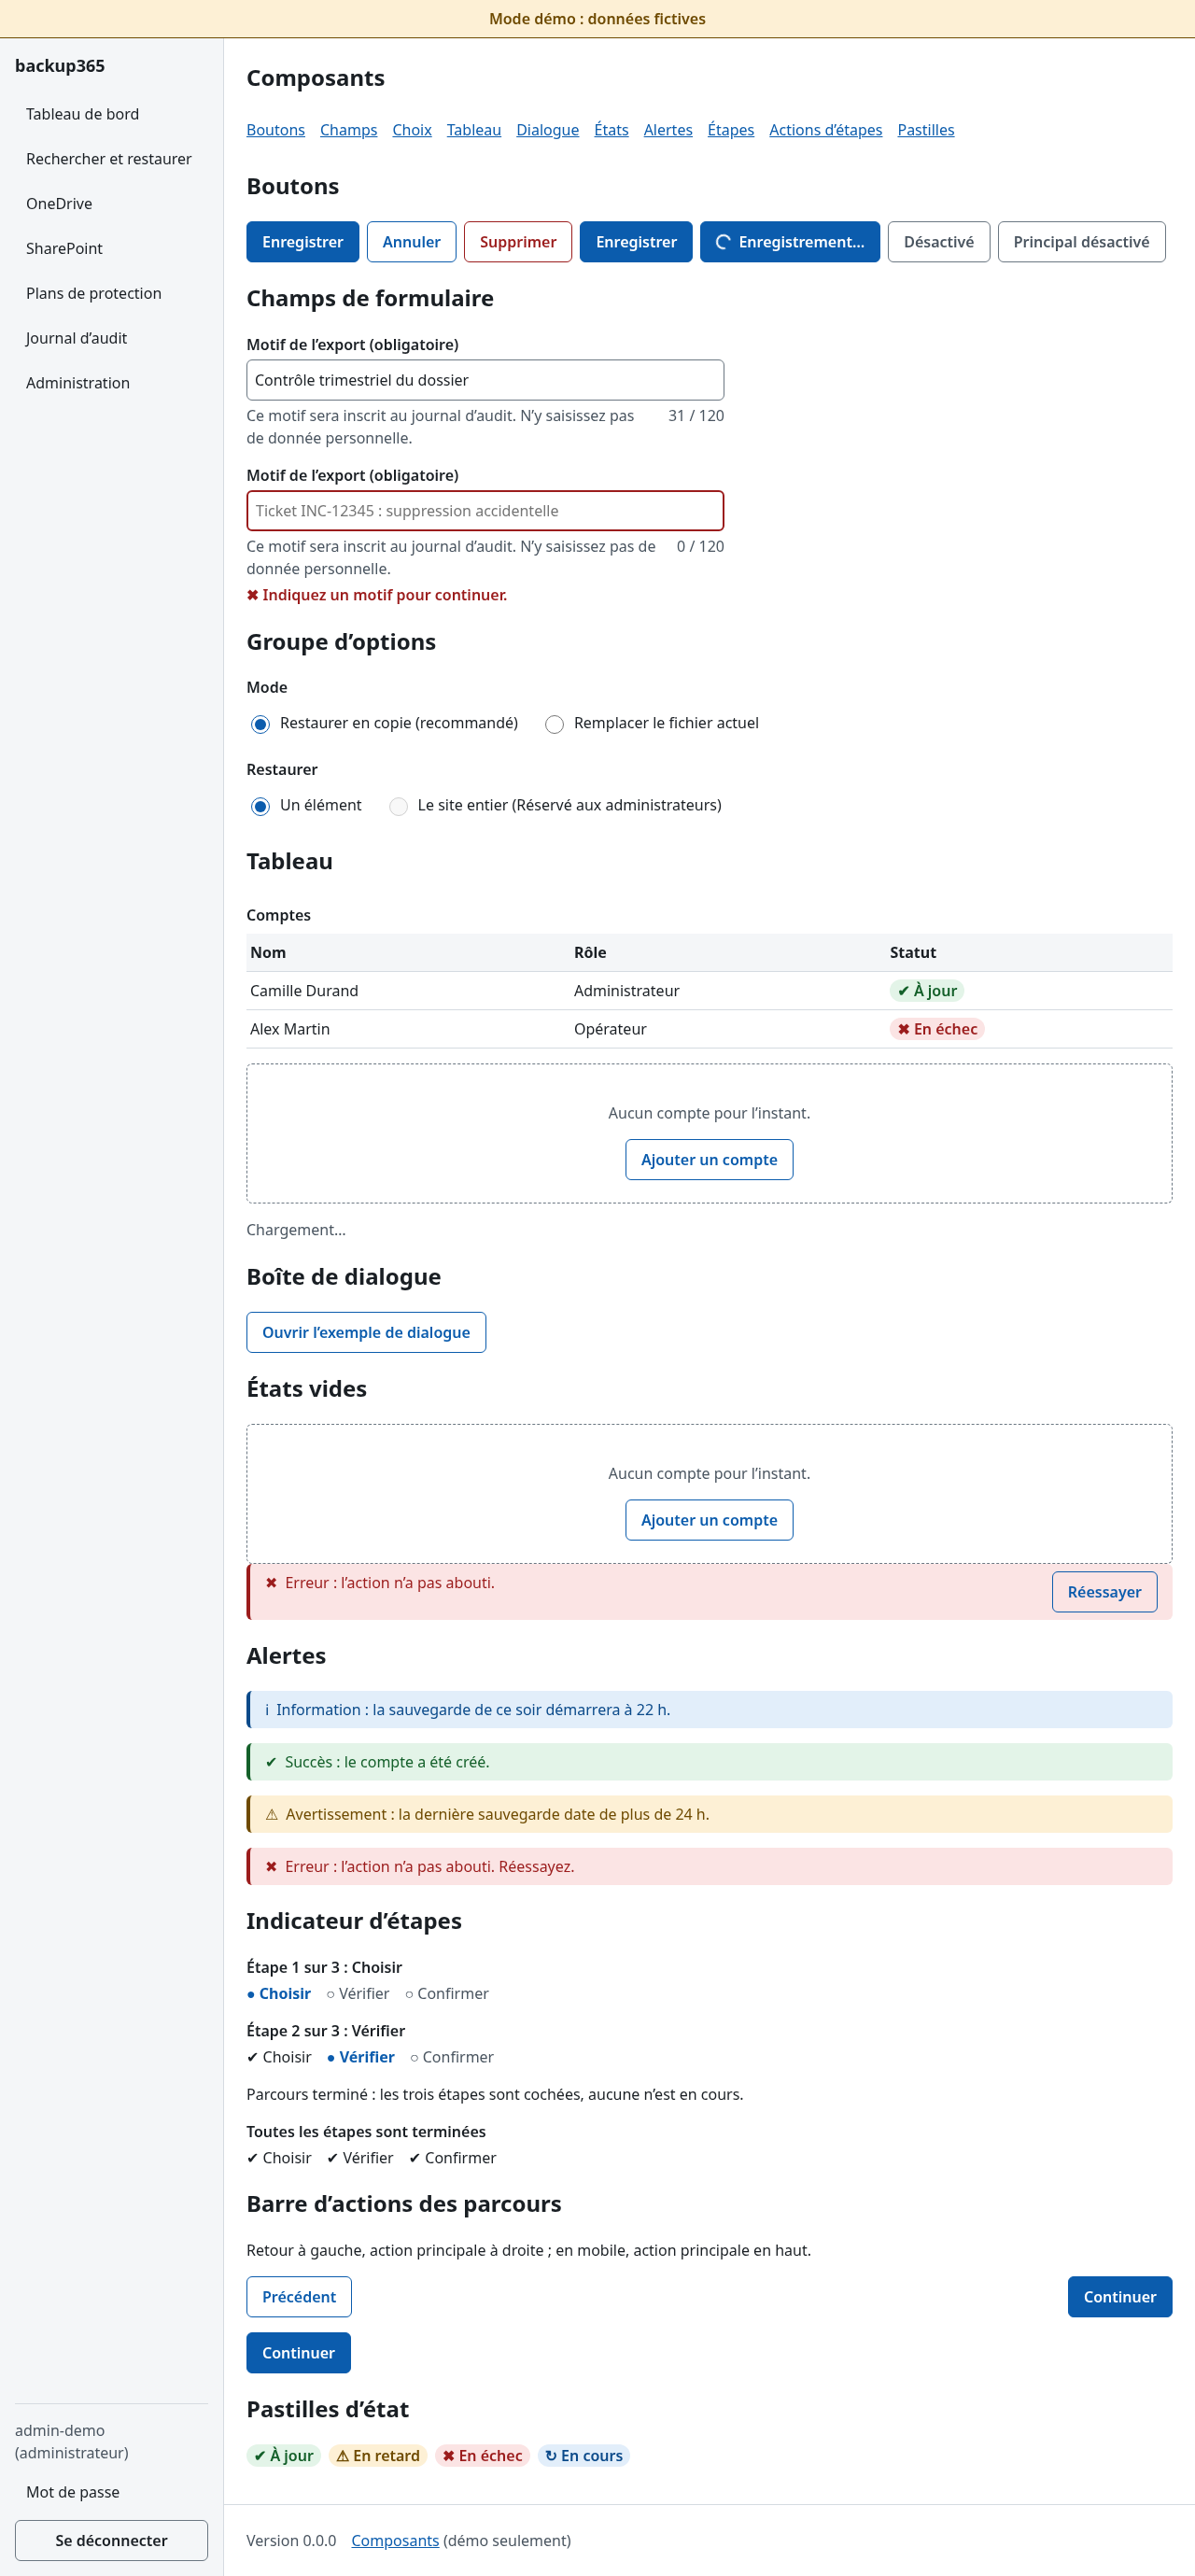 Mode démo : données fictives
backup365
Tableau de bord
Rechercher et restaurer
OneDrive
SharePoint
Plans de protection
Journal d’audit
Administration
admin-demo
(administrateur)
Mot de passe
Se déconnecter
Composants
Boutons Champs Choix Tableau Dialogue États Alertes Étapes Actions d’étapes Pastilles
Boutons
Enregistrer Annuler Supprimer Enregistrer Enregistrement… Désactivé Principal désactivé
Champs de formulaire
Motif de l’export (obligatoire)
Contrôle trimestriel du dossier
Ce motif sera inscrit au journal d’audit. N’y saisissez pas 31 / 120
de donnée personnelle.
Motif de l’export (obligatoire)
Ticket INC-12345 : suppression accidentelle
Ce motif sera inscrit au journal d’audit. N’y saisissez pas de 0 / 120
donnée personnelle.
✖ Indiquez un motif pour continuer.
Groupe d’options
Mode
Restaurer en copie (recommandé) Remplacer le fichier actuel
Restaurer
Un élément Le site entier (Réservé aux administrateurs)
Tableau
Comptes
Nom Rôle Statut
Camille Durand Administrateur ✔ À jour
Alex Martin Opérateur ✖ En échec
Aucun compte pour l’instant.
Ajouter un compte
Chargement…
Boîte de dialogue
Ouvrir l’exemple de dialogue
États vides
Aucun compte pour l’instant.
Ajouter un compte
✖ Erreur : l’action n’a pas abouti. Réessayer
Alertes
i Information : la sauvegarde de ce soir démarrera à 22 h.
✔ Succès : le compte a été créé.
⚠ Avertissement : la dernière sauvegarde date de plus de 24 h.
✖ Erreur : l’action n’a pas abouti. Réessayez.
Indicateur d’étapes
Étape 1 sur 3 : Choisir
● Choisir ○ Vérifier ○ Confirmer
Étape 2 sur 3 : Vérifier
✔ Choisir ● Vérifier ○ Confirmer
Parcours terminé : les trois étapes sont cochées, aucune n’est en cours.
Toutes les étapes sont terminées
✔ Choisir ✔ Vérifier ✔ Confirmer
Barre d’actions des parcours
Retour à gauche, action principale à droite ; en mobile, action principale en haut.
Précédent Continuer
Continuer
Pastilles d’état
✔ À jour ⚠ En retard ✖ En échec ↻ En cours
Version 0.0.0 Composants (démo seulement)